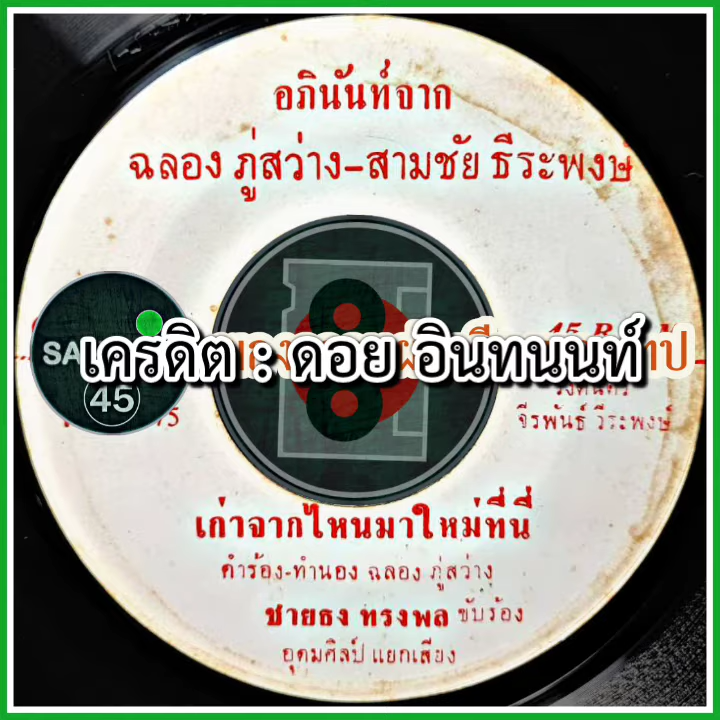 อภินันท์จาก
ฉลอง ภู่สว่าง-สามชัย ธีระพงษ์
SA
45
เครดิต : ดอย อินทนนท์
จีรพันธ์ วีระพงษ์
เก่าจากไหนมาใหม่ที่นี่
คำร้อง-ทำนอง ฉลอง ภู่สว่าง
ชายธง ทรงพล ขับร้อง
อุดมศิลป์ แยกเสียง